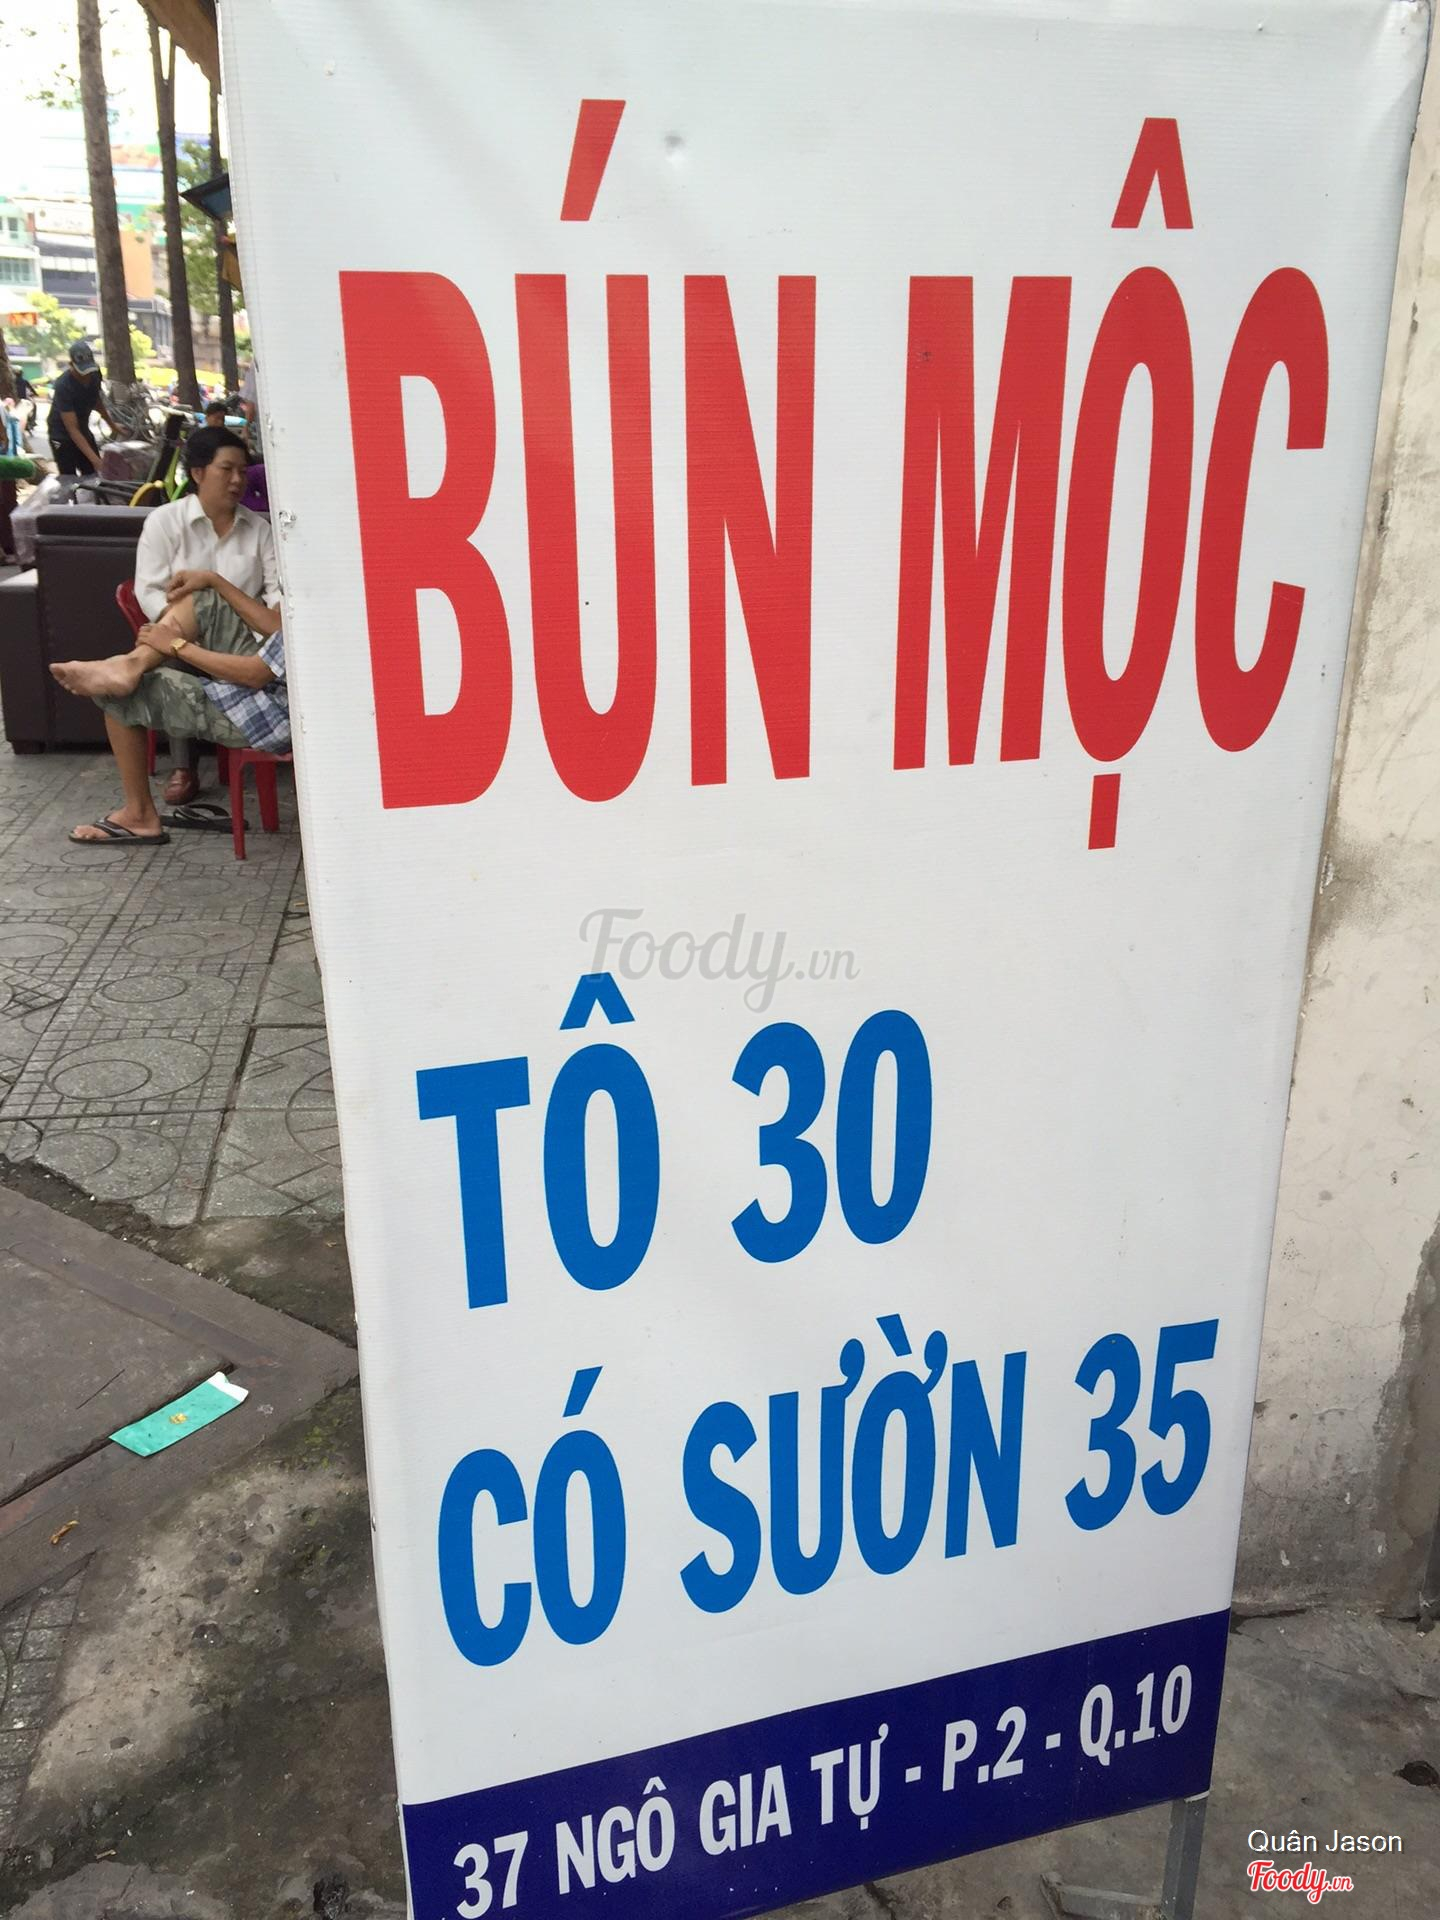 BÚN MỘC
Foody.vn
TÔ 30
CÓ SƯỜN 35
37 NGÔ GIA TỰ - P.2 - Q.10
Quân Jason
Foody.vn